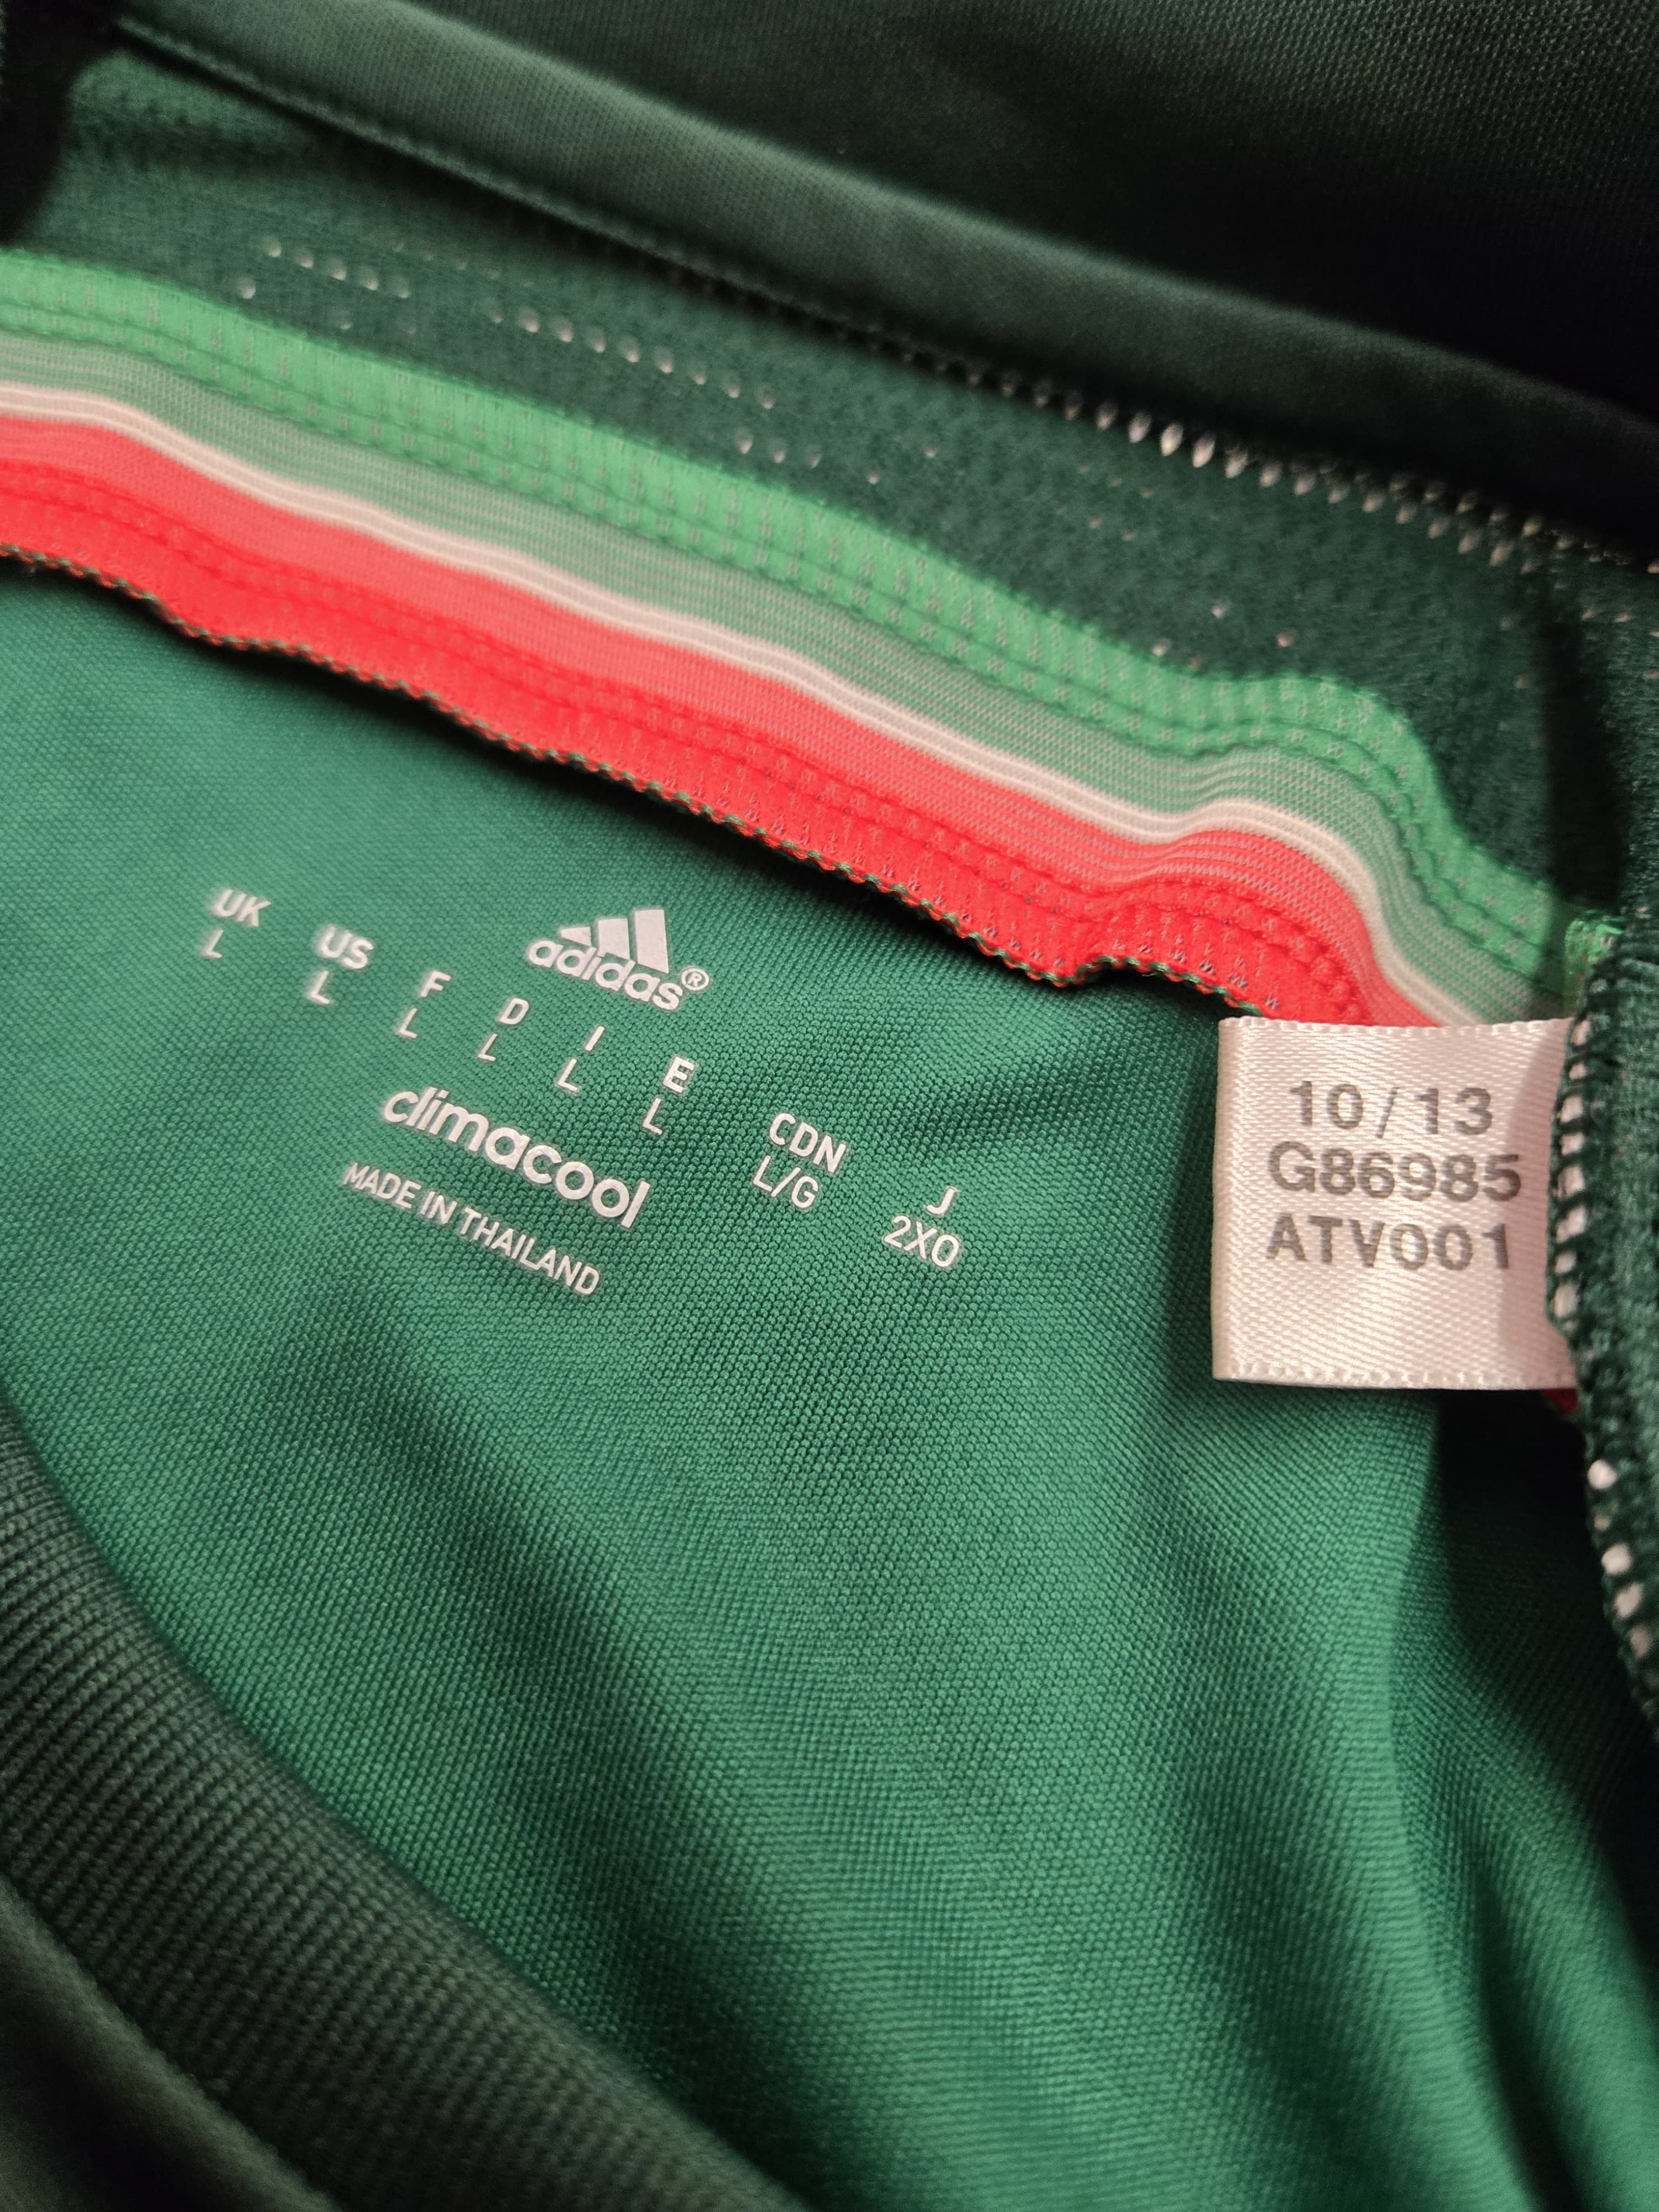 adidas®
UK US F D I E CDN J
L L L L L L L/G 2XO
climacool
MADE IN THAILAND
10/13
G86985
ATV001